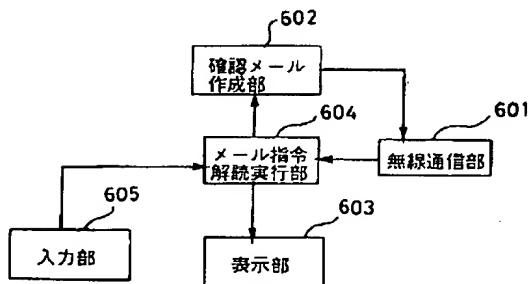 602
確認メール
作成部
604
601
メール指令
解読実行部
無線通信部
605
603
入力部
表示部